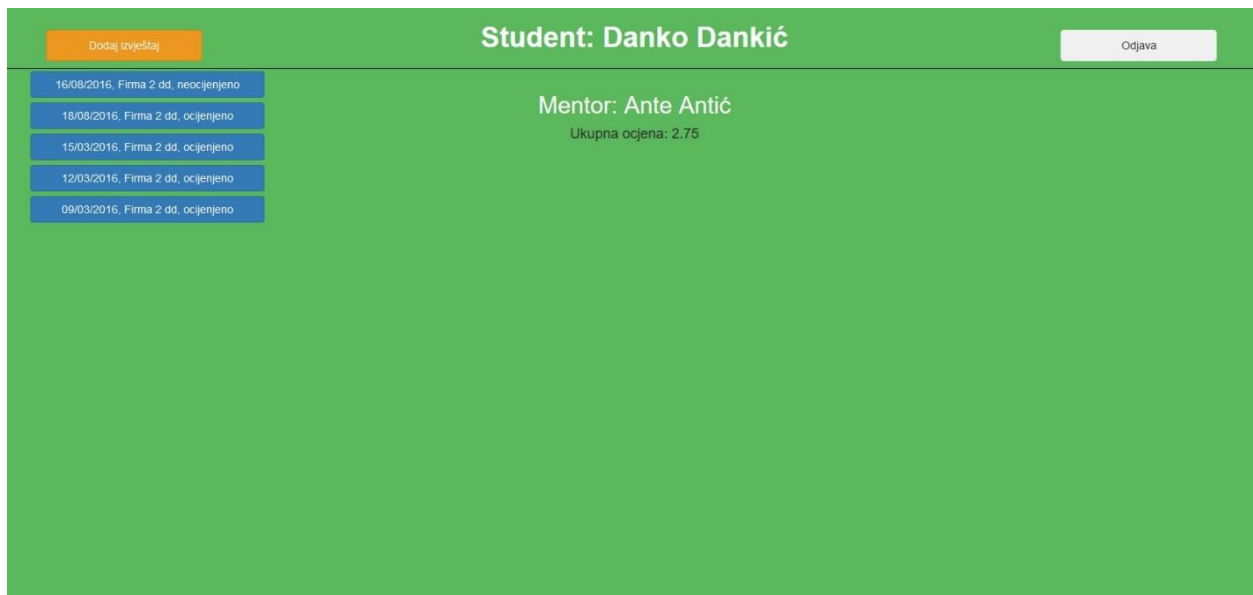 Dodaj izvještaj
Student: Danko Dankić
Odjava
16/08/2016, Firma 2 dd, neocijenjeno
18/08/2016, Firma 2 dd, ocijenjeno
15/03/2016, Firma 2 dd, ocijenjeno
12/03/2016, Firma 2 dd, ocijenjeno
09/03/2016, Firma 2 dd, ocijenjeno
Mentor: Ante Antić
Ukupna ocjena: 2.75